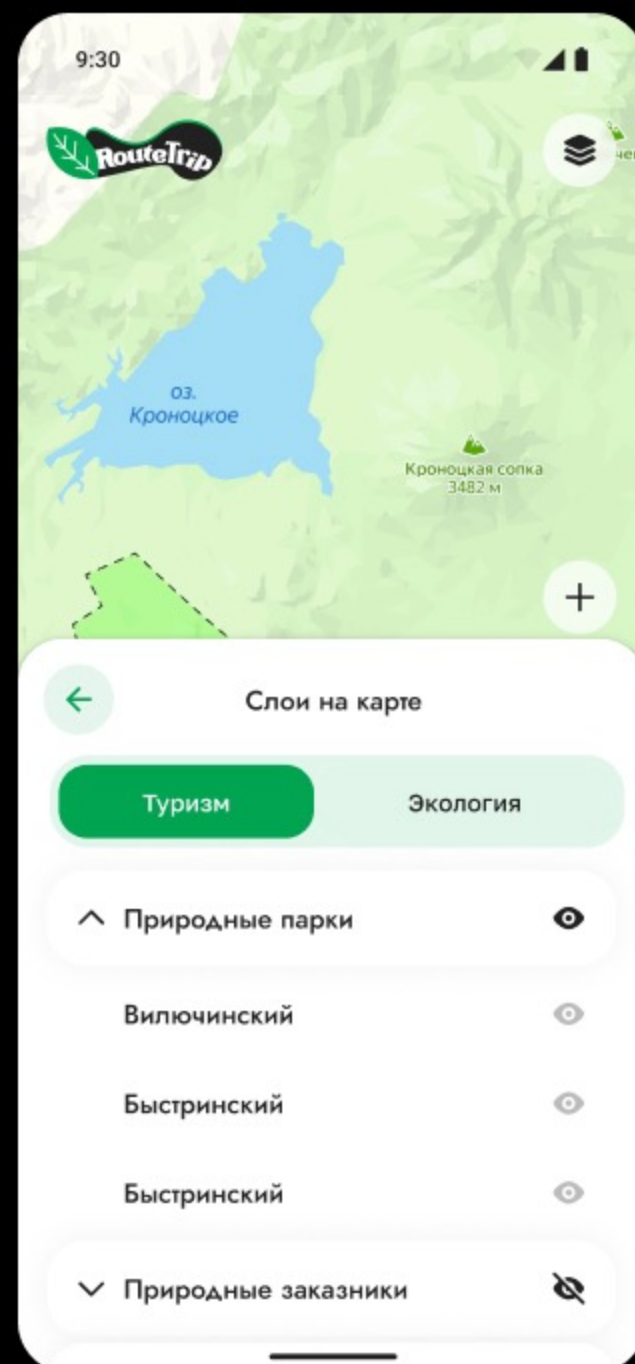 9:30
RouteTrip
оз.
Кроноцкое
Кроноцкая сопка
3482 м
Слои на карте
Туризм
Экология
Природные парки
Вилючинский
Быстринский
Быстринский
Природные заказники